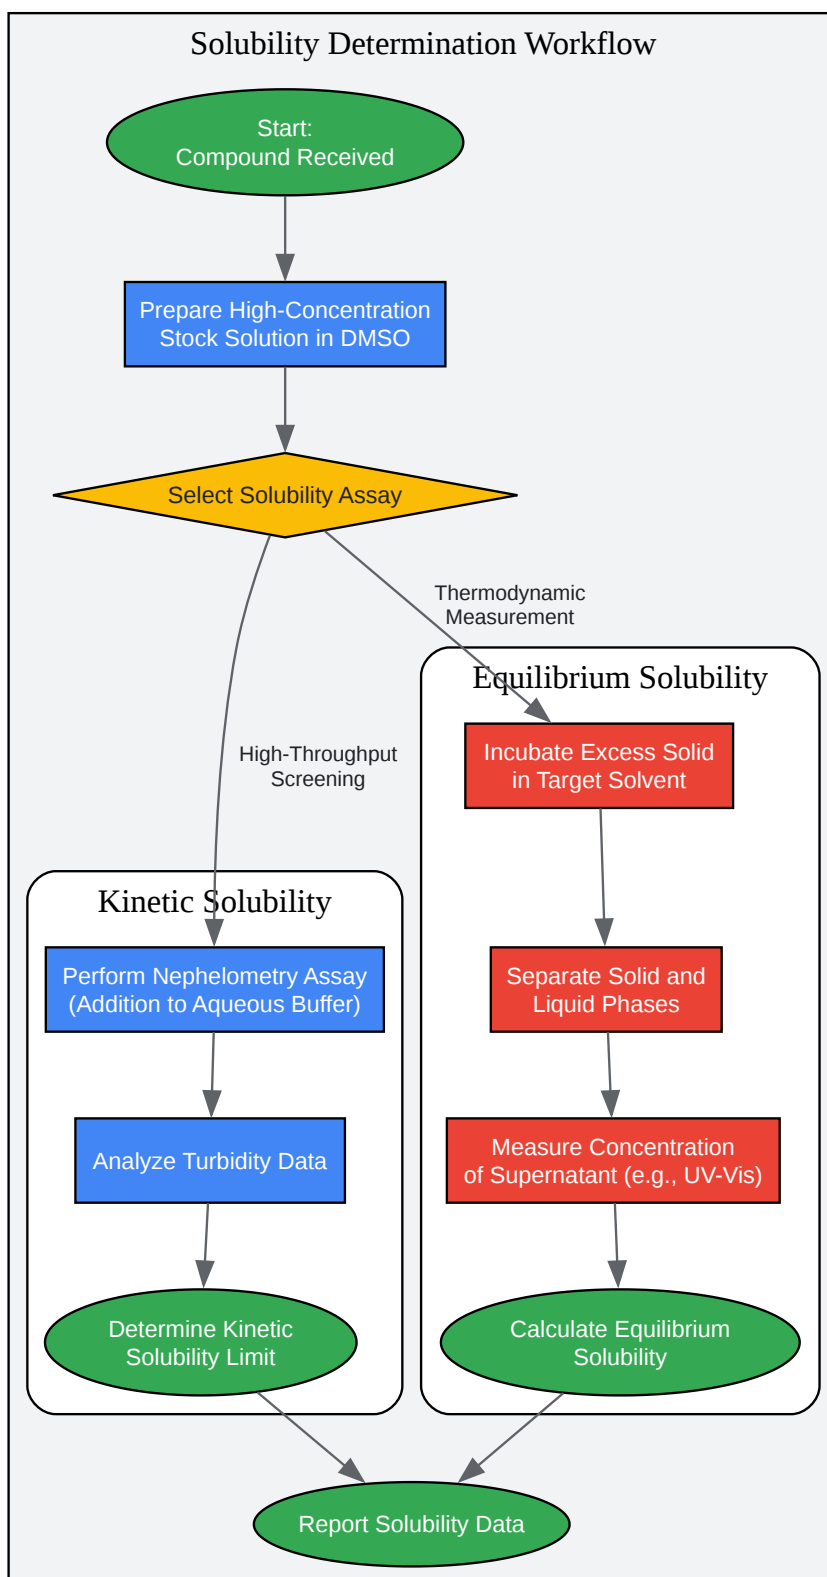 Solubility Determination Workflow
Start:
Compound Received
Prepare High-Concentration
Stock Solution in DMSO
Select Solubility Assay
Thermodynamic
Measurement
High-Throughput
Screening
Equilibrium Solubility
Incubate Excess Solid
in Target Solvent
Separate Solid and
Liquid Phases
Measure Concentration
of Supernatant (e.g., UV-Vis)
Calculate Equilibrium
Solubility
Kinetic Solubility
Perform Nephelometry Assay
(Addition to Aqueous Buffer)
Analyze Turbidity Data
Determine Kinetic
Solubility Limit
Report Solubility Data